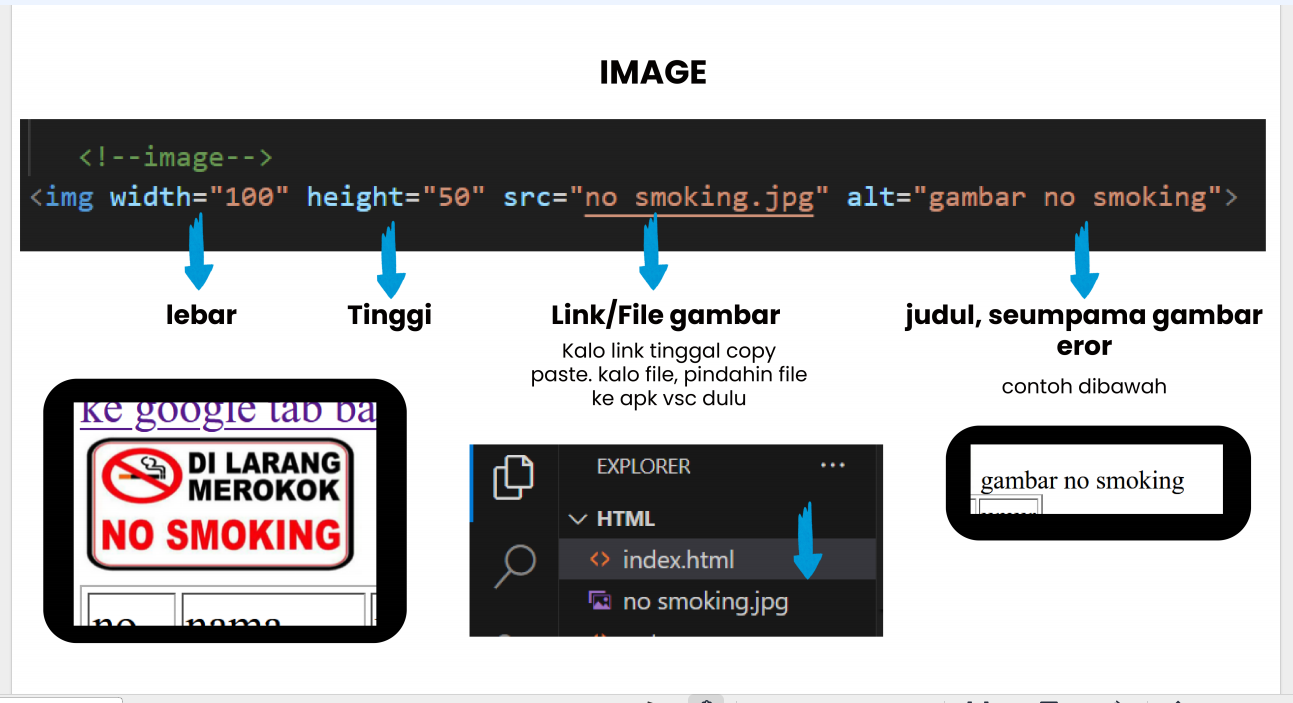 IMAGE
<!--image-->
<img width="100" height="50" src="no smoking.jpg" alt="gambar no smoking">
lebar
Tinggi
Link/File gambar
Kalo link tinggal copy
paste. kalo file, pindahin file
ke apk vsc dulu
judul, seumpama gambar
eror
contoh dibawah
ke google tab ba
DI LARANG
MEROKOK
NO SMOKING
no
nama
EXPLORER
HTML
index.html
no smoking.jpg
gambar no smoking